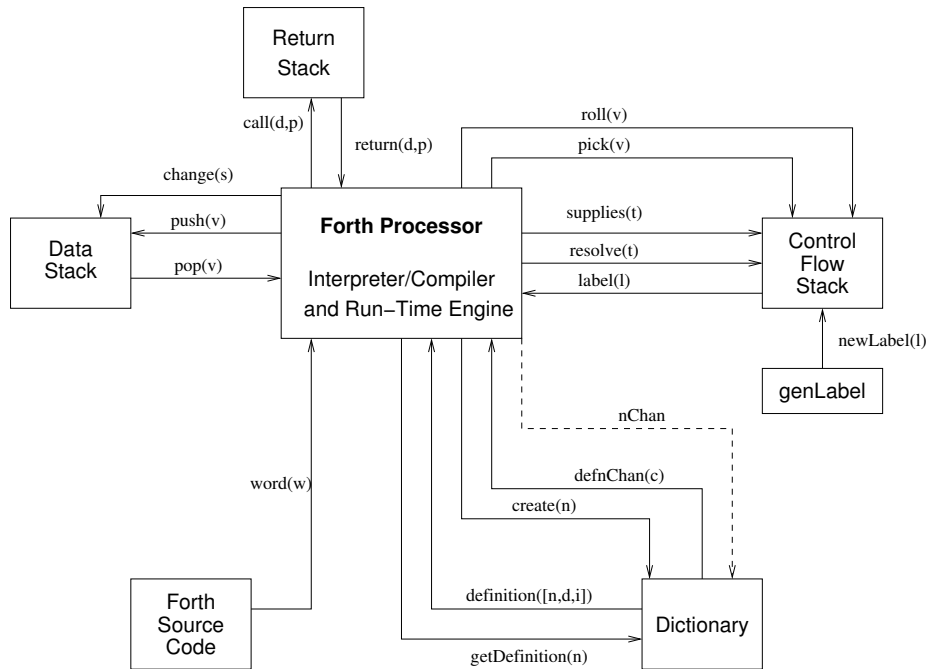 Return
Stack
call(d,p)
return(d,p)
roll(v)
pick(v)
change(s)
push(v)
pop(v)
Data
Stack
Forth Processor
Interpreter/Compiler
and Run−Time Engine
supplies(t)
resolve(t)
label(l)
Control
Flow
Stack
newLabel(l)
genLabel
nChan
defnChan(c)
create(n)
word(w)
definition([n,d,i])
getDefinition(n)
Forth
Source
Code
Dictionary